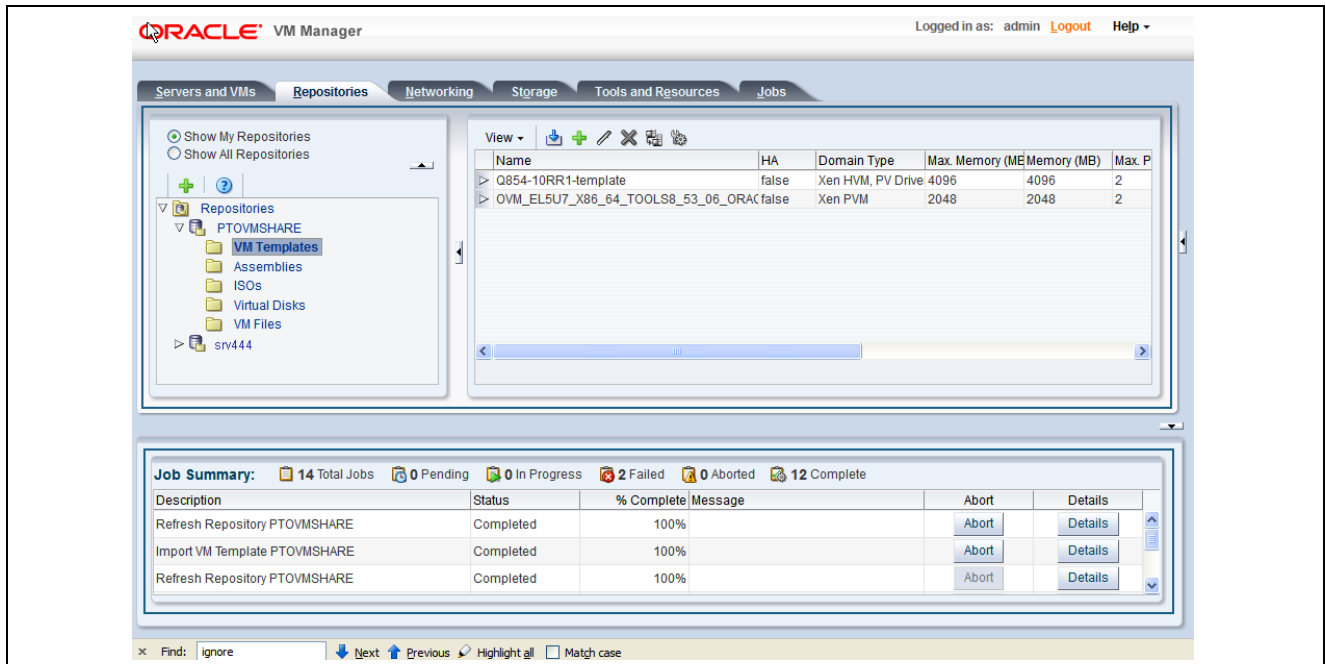 ORACLE VM Manager
Logged in as: admin Logout Help
Servers and VMs Repositories Networking Storage Tools and Resources Jobs
Show My Repositories
Show All Repositories
Repositories
PTOVMSHARE
VM Templates
Assemblies
ISOs
Virtual Disks
VM Files
srv444
View
Name HA Domain Type Max. Memory (ME Memory (MB) Max. P
Q854-10RR1-template false Xen HVM, PV Drive 4096 4096 2
OVM_EL5U7_X86_64_TOOLS8_53_06_ORAC false Xen PVM 2048 2048 2
Job Summary: 14 Total Jobs 0 Pending 0 In Progress 2 Failed 0 Aborted 12 Complete
Description Status % Complete Message Abort Details
Refresh Repository PTOVMSHARE Completed 100% Abort Details
Import VM Template PTOVMSHARE Completed 100% Abort Details
Refresh Repository PTOVMSHARE Completed 100% Abort Details
× Find: ignore Next Previous Highlight all Match case